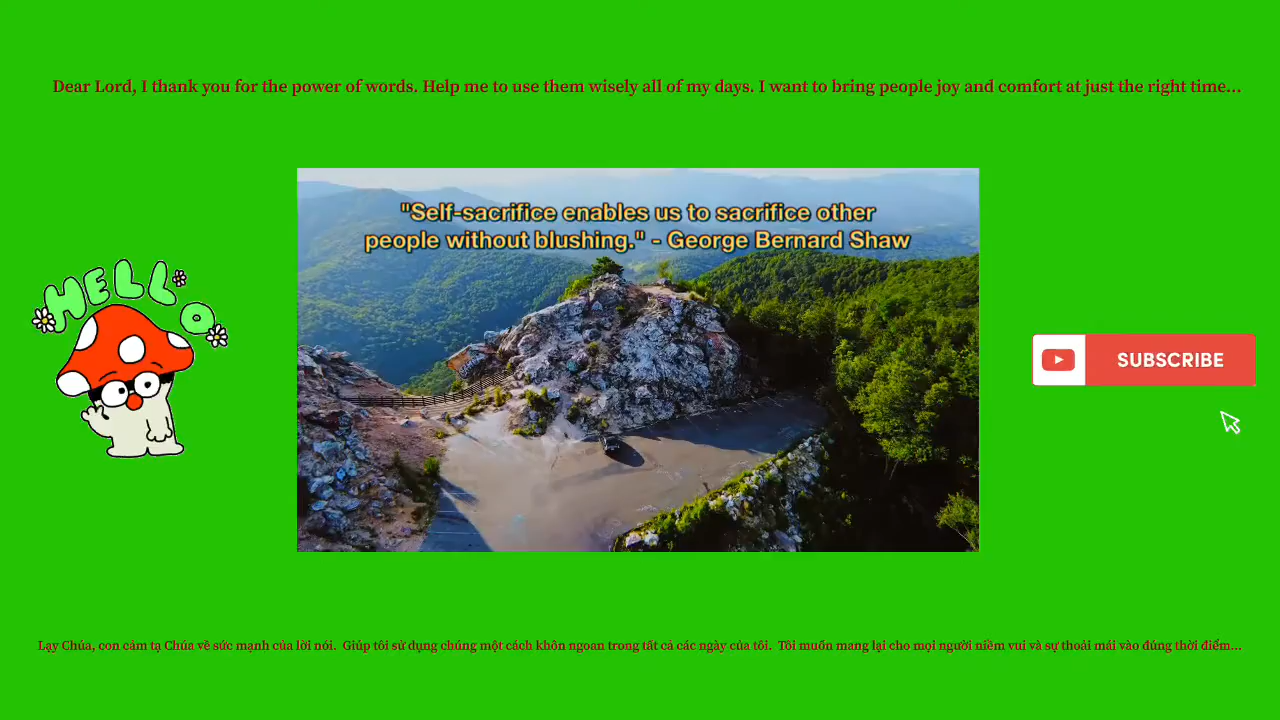 Dear Lord, I thank you for the power of words. Help me to use them wisely all of my days. I want to bring people joy and comfort at just the right time...
"Self-sacrifice enables us to sacrifice other
people without blushing." - George Bernard Shaw
HELLO
SUBSCRIBE
Lạy Chúa, con cảm tạ Chúa về sức mạnh của lời nói. Giúp tôi sử dụng chúng một cách khôn ngoan trong tất cả các ngày của tôi. Tôi muốn mang lại cho mọi người niềm vui và sự thoải mái vào đúng thời điểm...